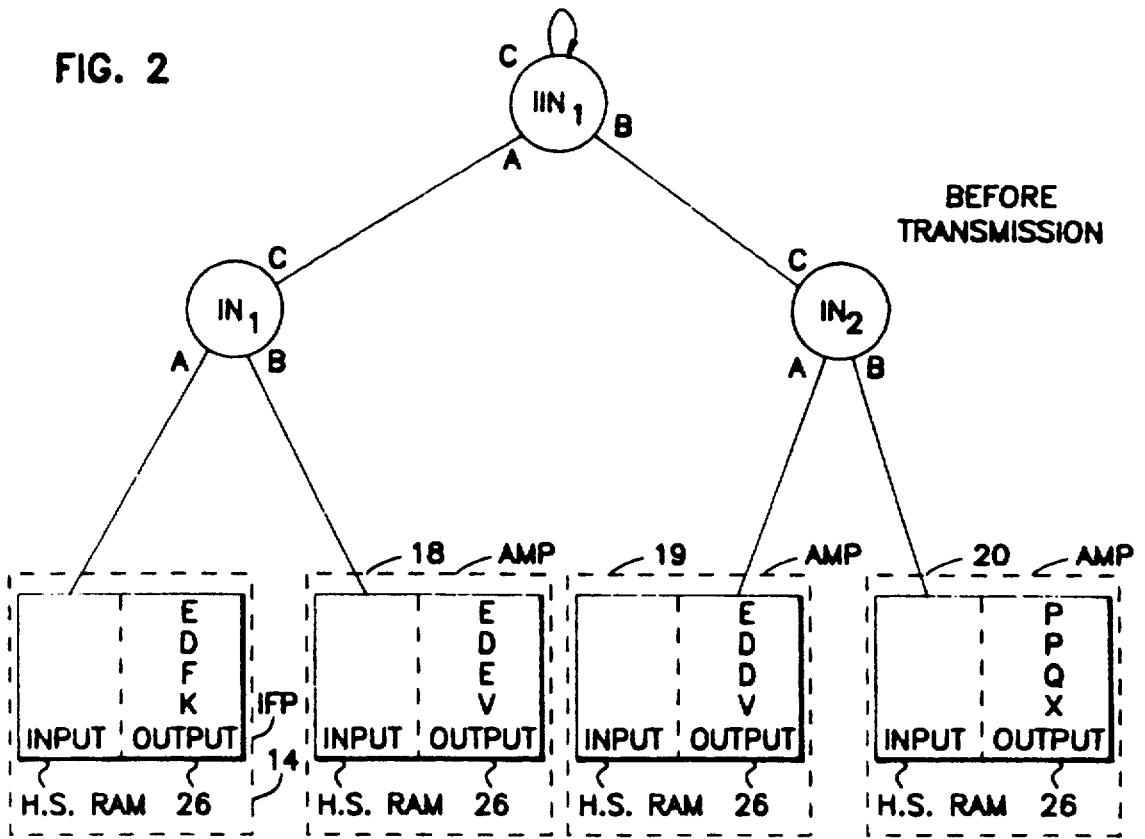 FIG. 2
C
IIN1
A
B
BEFORE
TRANSMISSION
C
IN1
A
B
C
IN2
A
B
18
AMP
19
AMP
20
AMP
E
D
F
K
INPUT
OUTPUT
IFP
14
H.S. RAM
26
E
D
E
V
INPUT
OUTPUT
H.S. RAM
26
E
D
D
V
INPUT
OUTPUT
H.S. RAM
26
P
P
Q
X
INPUT
OUTPUT
H.S. RAM
26